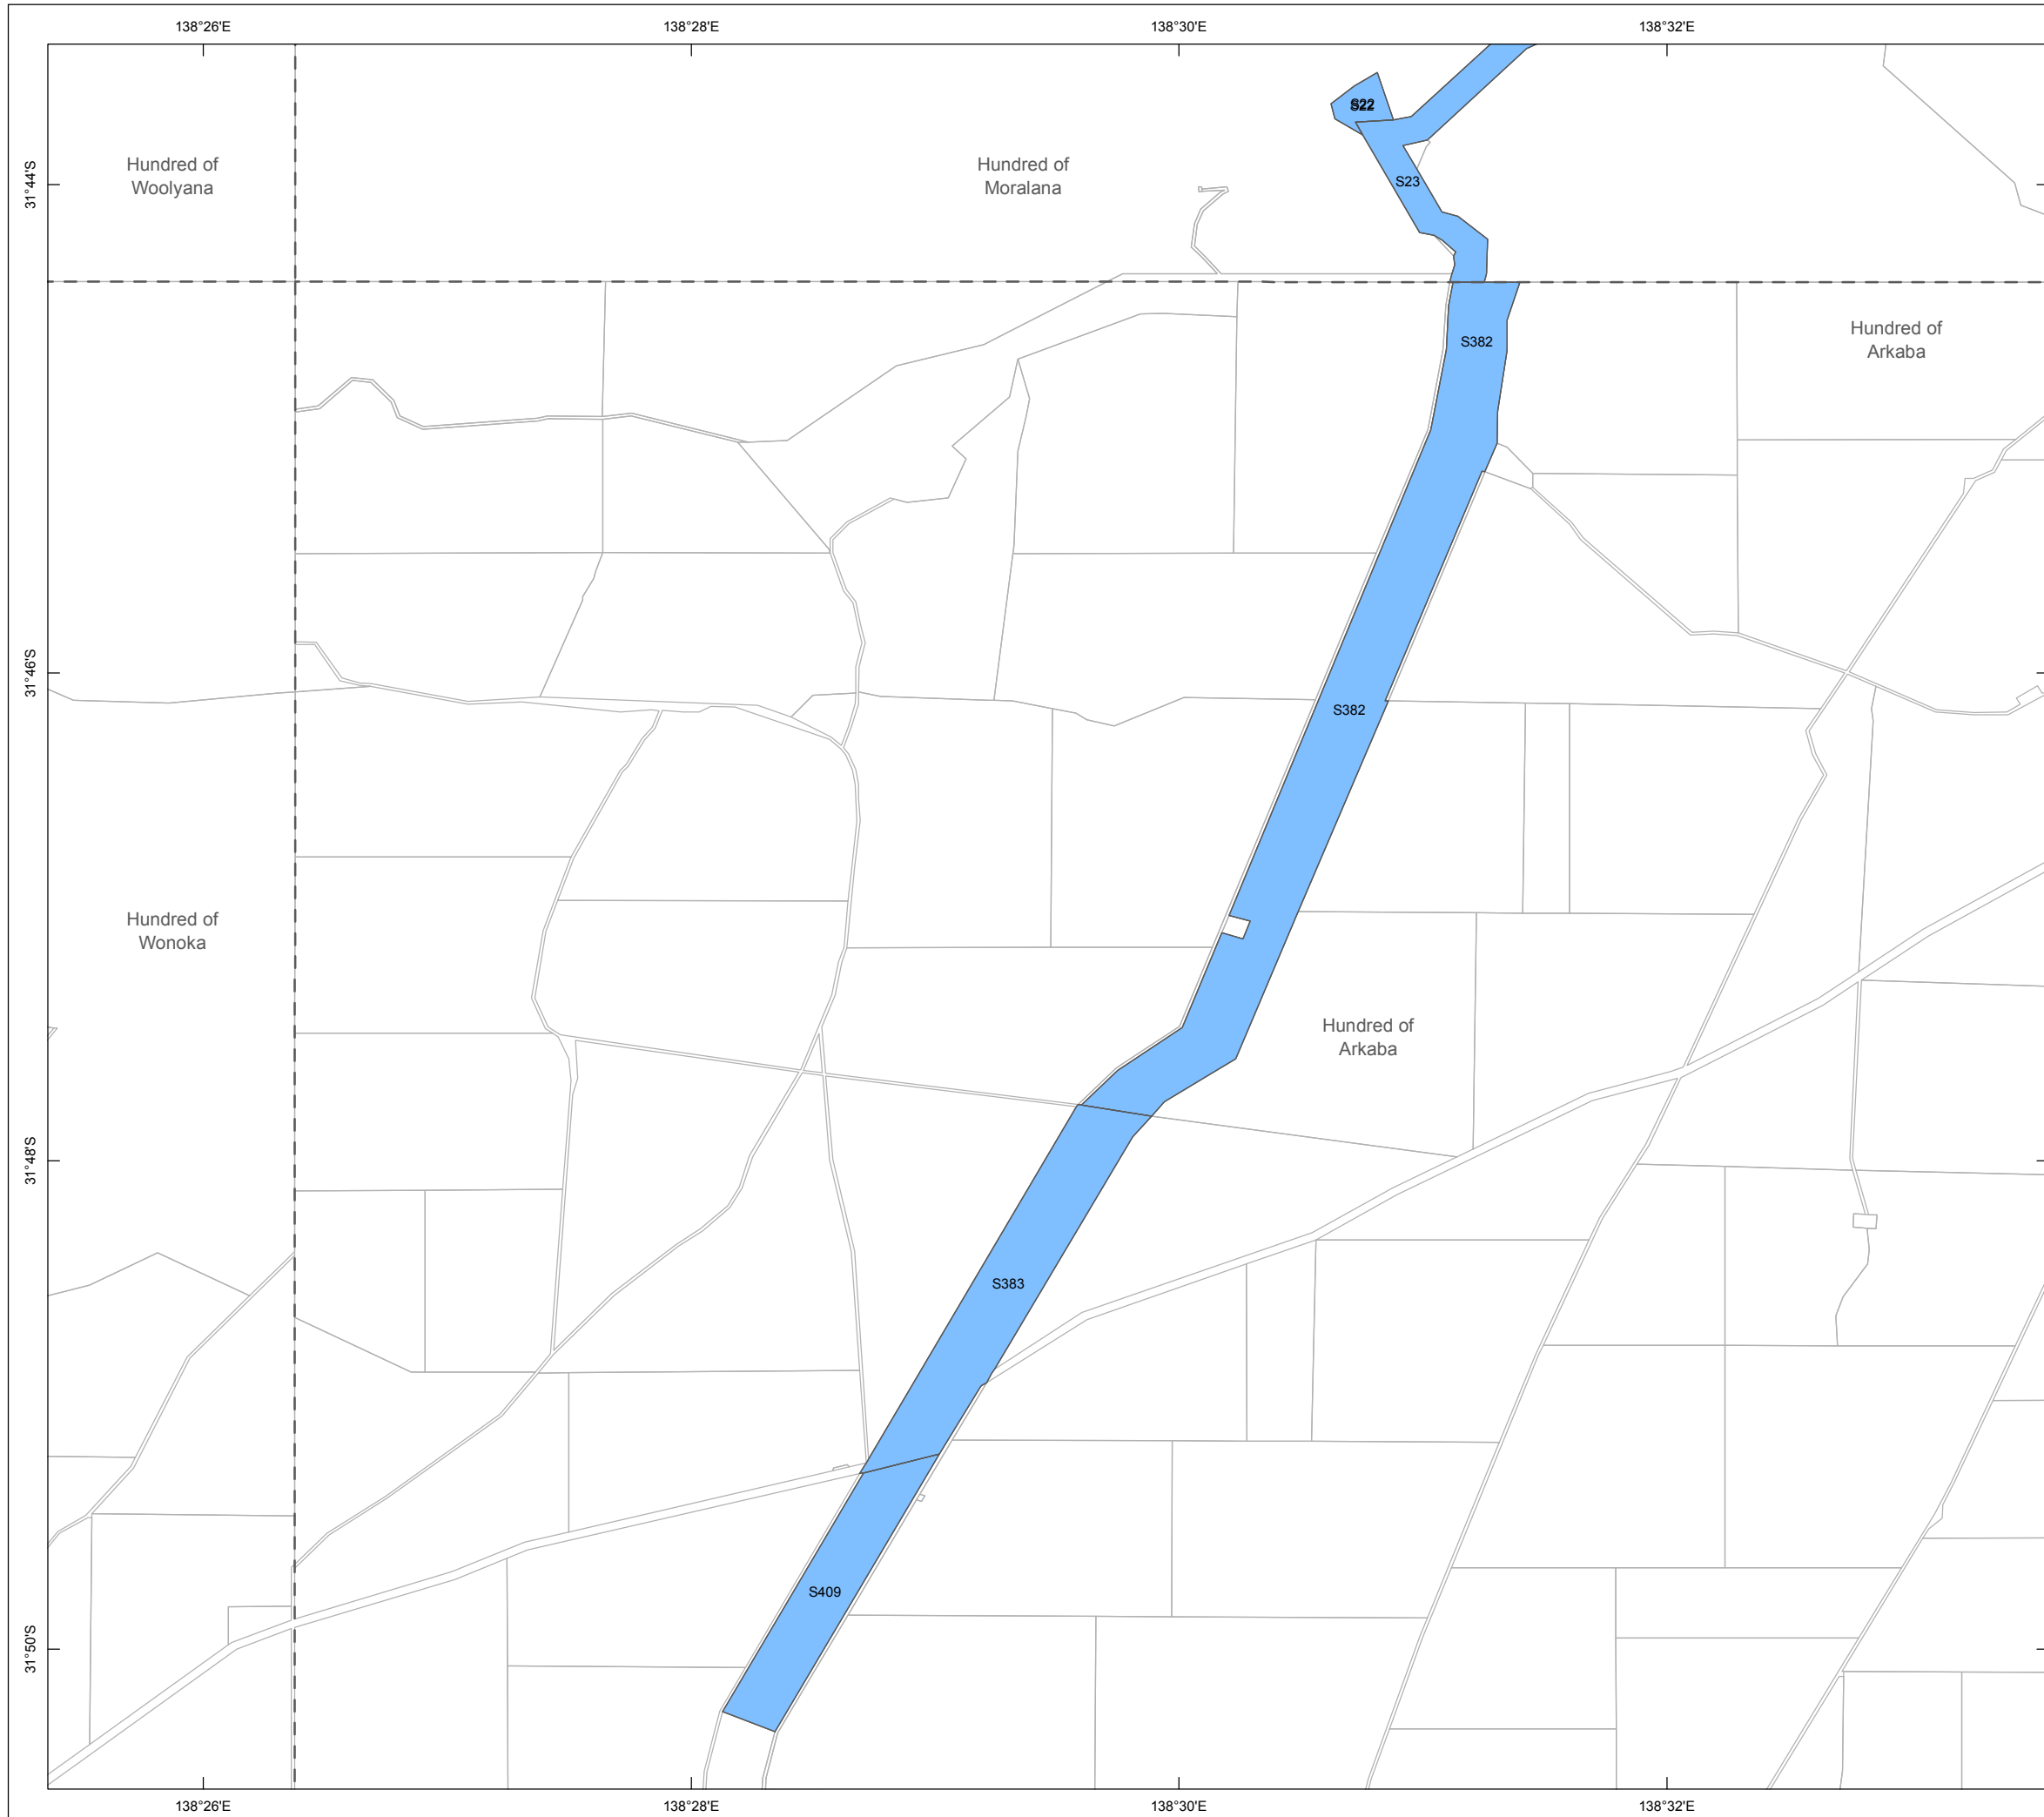 138°26'E
138°28'E
138°30'E
138°32'E
S22
S22
31°44'S
Hundred of
Woolyana
Hundred of
Moralana
S23
S382
Hundred of
Arkaba
31°46'S
S382
Hundred of
Wonoka
Hundred of
Arkaba
31°48'S
S383
S409
31°50'S
138°26'E
138°28'E
138°30'E
138°32'E